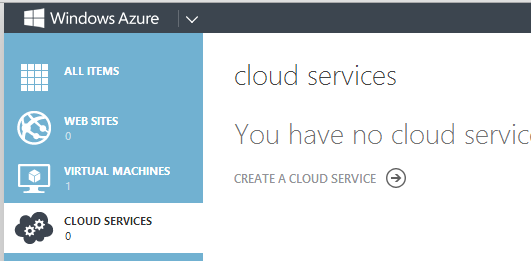 Windows Azure
ALL ITEMS
WEB SITES
0
VIRTUAL MACHINES
1
CLOUD SERVICES
0
cloud services
You have no cloud servic
CREATE A CLOUD SERVICE